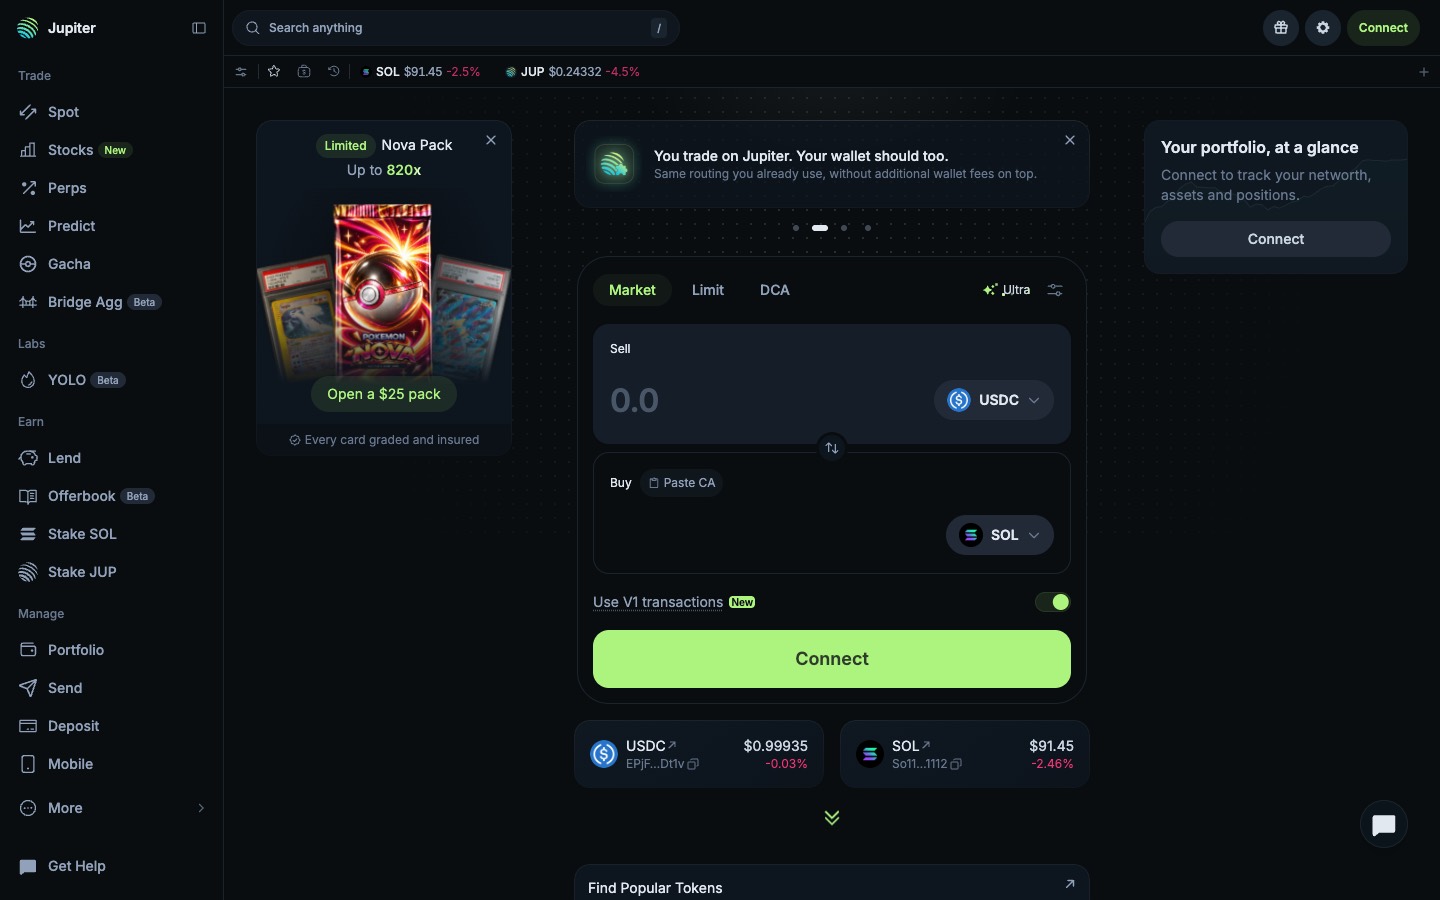 Jupiter
Search anything
/
Connect
SOL $91.45 -2.5%
JUP $0.24332 -4.5%
Trade
Spot
Stocks New
Perps
Predict
Gacha
Bridge Agg Beta
Labs
YOLO Beta
Earn
Lend
Offerbook Beta
Stake SOL
Stake JUP
Manage
Portfolio
Send
Deposit
Mobile
More
Get Help
Limited Nova Pack
Up to 820x
POKEMON
NOVA
Open a $25 pack
Every card graded and insured
You trade on Jupiter. Your wallet should too.
Same routing you already use, without additional wallet fees on top.
Market
Limit
DCA
Ultra
Sell
0.0
USDC
Buy
Paste CA
SOL
Use V1 transactions New
Connect
USDC
$0.99935
EPjF...Dt1v
-0.03%
SOL
$91.45
So11...1112
-2.46%
Find Popular Tokens
Your portfolio, at a glance
Connect to track your networth,
assets and positions.
Connect